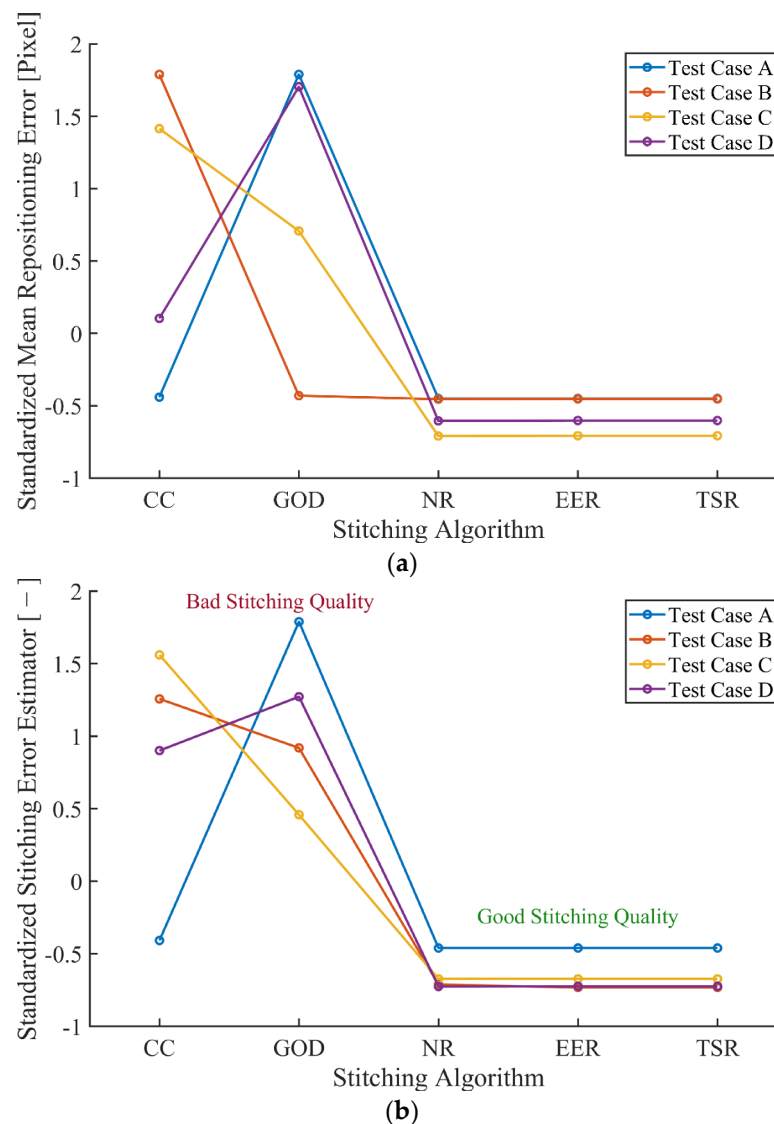 Standardized Mean Repositioning Error [Pixel]
2
1.5
1
0.5
0
-0.5
-1
CC GOD NR EER TSR
Stitching Algorithm
Test Case A
Test Case B
Test Case C
Test Case D
(a)
Standardized Stitching Error Estimator [ − ]
2
1.5
1
0.5
0
-0.5
-1
Bad Stitching Quality
Good Stitching Quality
CC GOD NR EER TSR
Stitching Algorithm
Test Case A
Test Case B
Test Case C
Test Case D
(b)